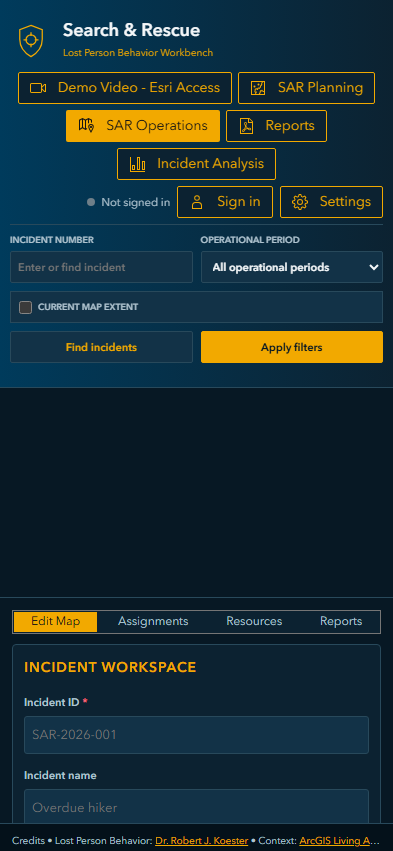 Search & Rescue
Lost Person Behavior Workbench
Demo Video - Esri Access
SAR Planning
SAR Operations
Reports
Incident Analysis
Not signed in
Sign in
Settings
INCIDENT NUMBER
OPERATIONAL PERIOD
Enter or find incident
All operational periods
CURRENT MAP EXTENT
Find incidents
Apply filters
Edit Map
Assignments
Resources
Reports
INCIDENT WORKSPACE
Incident ID *
SAR-2026-001
Incident name
Overdue hiker
Credits • Lost Person Behavior: Dr. Robert J. Koester • Context: ArcGIS Living A...